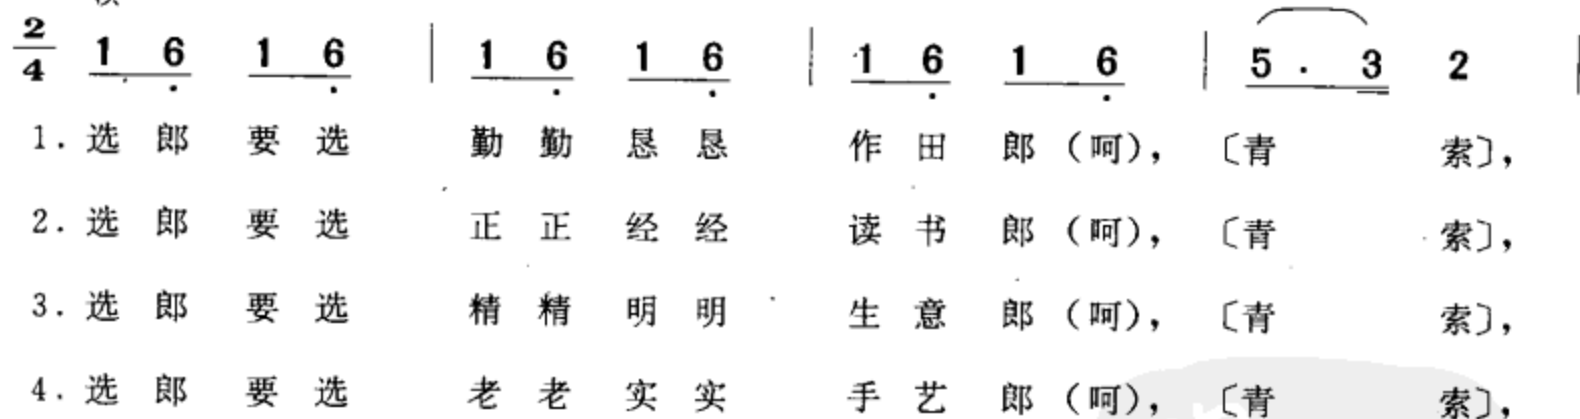 2/4 1 6 1 6 | 1 6 1 6 | 1 6 1 6 | 5 . 3 2 |
1. 选郎要选 勤勤恳恳 作田郎（呵），〔青 索〕，
2. 选郎要选 正正经经 读书郎（呵），〔青 索〕，
3. 选郎要选 精精明明 生意郎（呵），〔青 索〕，
4. 选郎要选 老老实实 手艺郎（呵），〔青 索〕，